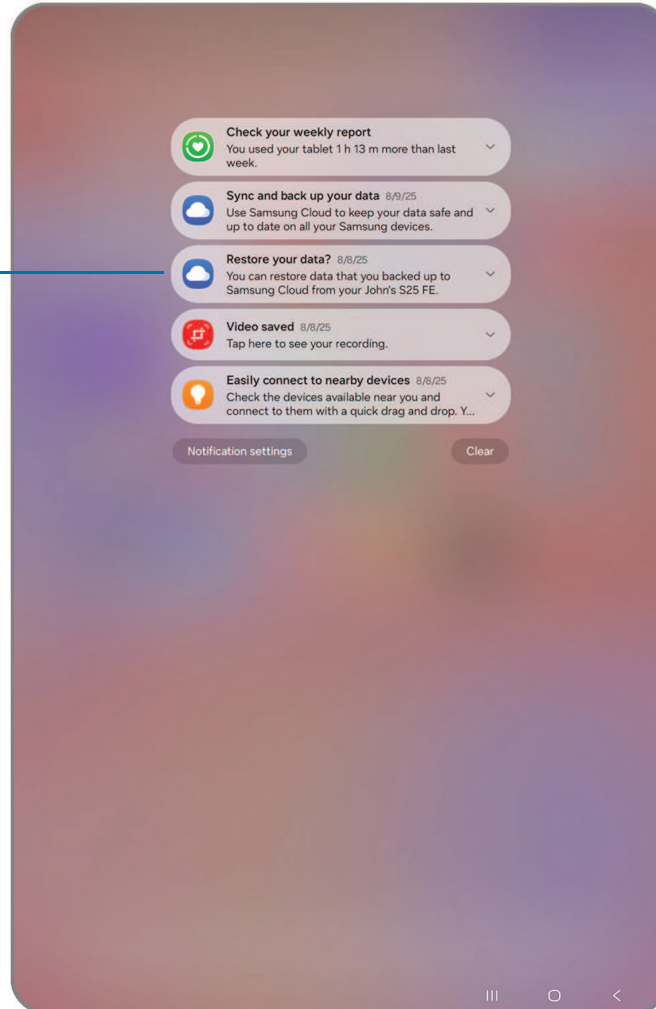 Check your weekly report
You used your tablet 1 h 13 m more than last
week.
Sync and back up your data 8/9/25
Use Samsung Cloud to keep your data safe and
up to date on all your Samsung devices.
Restore your data? 8/8/25
You can restore data that you backed up to
Samsung Cloud from your John's S25 FE.
Video saved 8/8/25
Tap here to see your recording.
Easily connect to nearby devices 8/8/25
Check the devices available near you and
connect to them with a quick drag and drop. Y...
Notification settings Clear